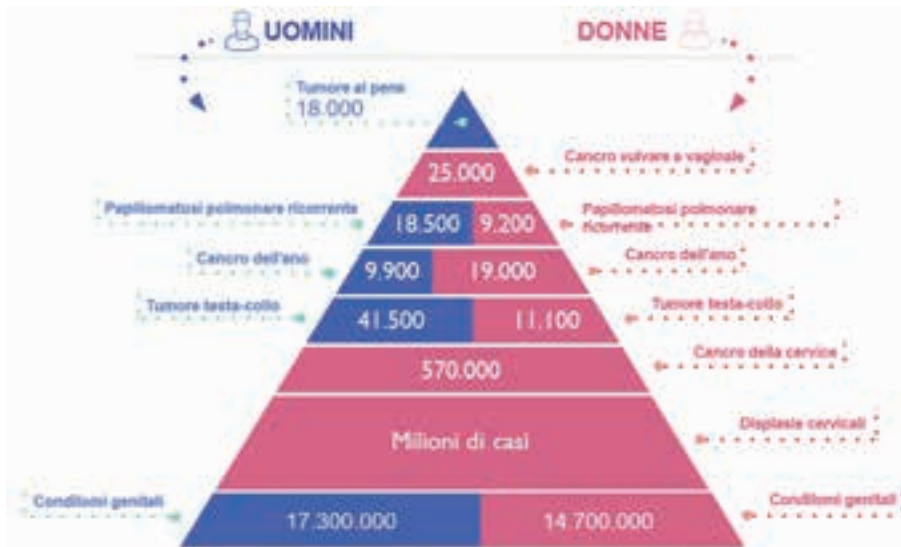 UOMINI
DONNE
Tumore al pene
18.000
Cancro vulvare e vaginale
25.000
Papillomatosi polmonare ricorrente
18.500
9.200
Papillomatosi polmonare
ricorrente
Cancro dell'ano
9.900
19.000
Cancro dell'ano
Tumore testa-collo
41.500
11.100
Tumore testa-collo
570.000
Cancro della cervice
Milioni di casi
Displasie cervicali
Condilomi genitali
17.300.000
14.700.000
Condilomi genitali